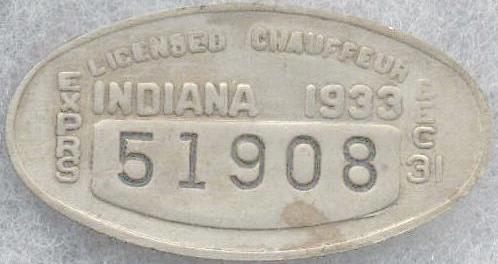 LICENSED CHAUFFEUR
INDIANA 1933
EXPRS
DEC 31
51908